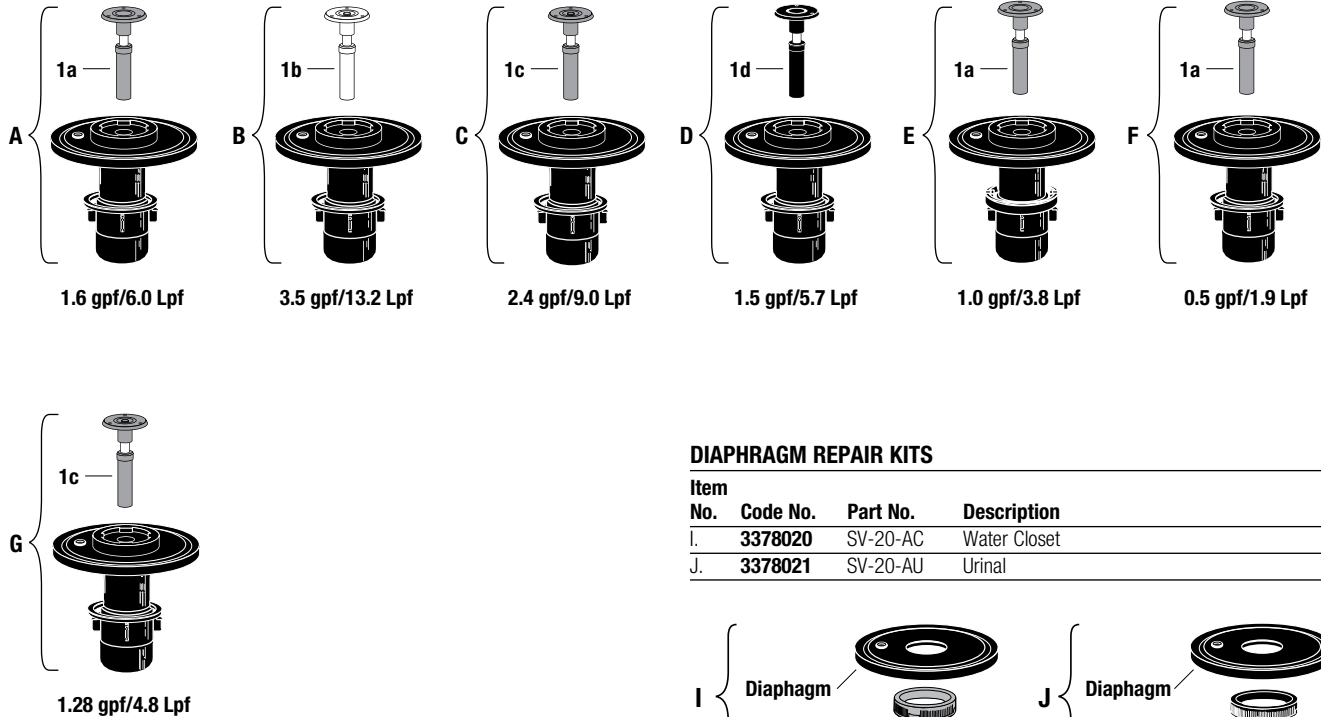 1a
1b
1c
1d
1a
1a
A
B
C
D
E
F
1.6 gpf/6.0 Lpf
3.5 gpf/13.2 Lpf
2.4 gpf/9.0 Lpf
1.5 gpf/5.7 Lpf
1.0 gpf/3.8 Lpf
0.5 gpf/1.9 Lpf
1c
G
1.28 gpf/4.8 Lpf
DIAPHRAGM REPAIR KITS
Item
No. Code No. Part No. Description
I. 3378020 SV-20-AC Water Closet
J. 3378021 SV-20-AU Urinal
I
Diaphagm
J
Diaphagm